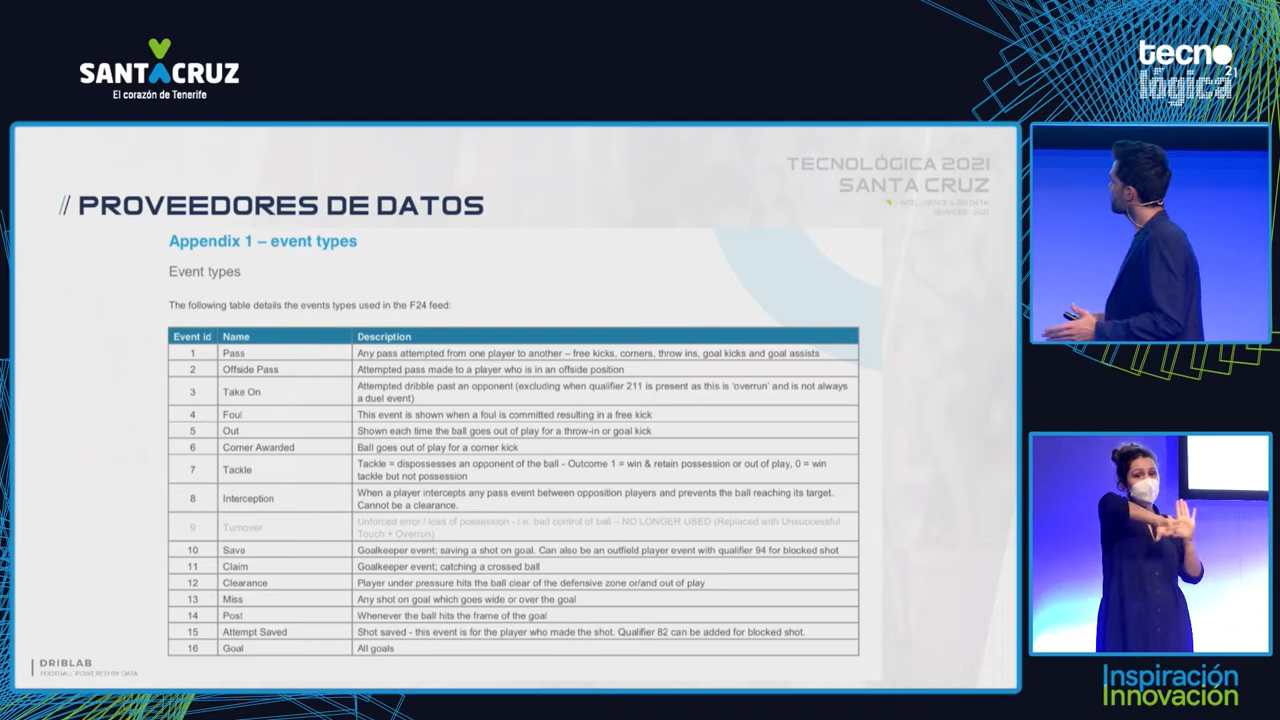 SANTACRUZ
El corazón de Tenerife
tecno
lógica
21
TECNOLÓGICA 2021
SANTA CRUZ
INTELLIGENCE & BIG DATA
SERVICES - 2021
// PROVEEDORES DE DATOS
Appendix 1 – event types
Event types
The following table details the events types used in the F24 feed:
Event id Name Description
1 Pass Any pass attempted from one player to another – free kicks, corners, throw ins, goal kicks and goal assists
2 Offside Pass Attempted pass made to a player who is in an offside position
3 Take On Attempted dribble past an opponent (excluding when qualifier 211 is present as this is 'overrun' and is not always
a duel event)
4 Foul This event is shown when a foul is committed resulting in a free kick
5 Out Shown each time the ball goes out of play for a throw-in or goal kick
6 Corner Awarded Ball goes out of play for a corner kick
7 Tackle Tackle = dispossesses an opponent of the ball - Outcome 1 = win & retain possession or out of play, 0 = win
tackle but not possession
8 Interception When a player intercepts any pass event between opposition players and prevents the ball reaching its target.
Cannot be a clearance.
9 Turnover Unforced error / loss of possession - i.e. bad control of ball – NO LONGER USED (Replaced with Unsuccessful
Touch + Overrun)
10 Save Goalkeeper event; saving a shot on goal. Can also be an outfield player event with qualifier 94 for blocked shot
11 Claim Goalkeeper event; catching a crossed ball
12 Clearance Player under pressure hits the ball clear of the defensive zone or/and out of play
13 Miss Any shot on goal which goes wide or over the goal
14 Post Whenever the ball hits the frame of the goal
15 Attempt Saved Shot saved - this event is for the player who made the shot. Qualifier 82 can be added for blocked shot.
16 Goal All goals
DRIBLAB
FOOTBALL POWERED BY DATA
Inspiración
Innovación